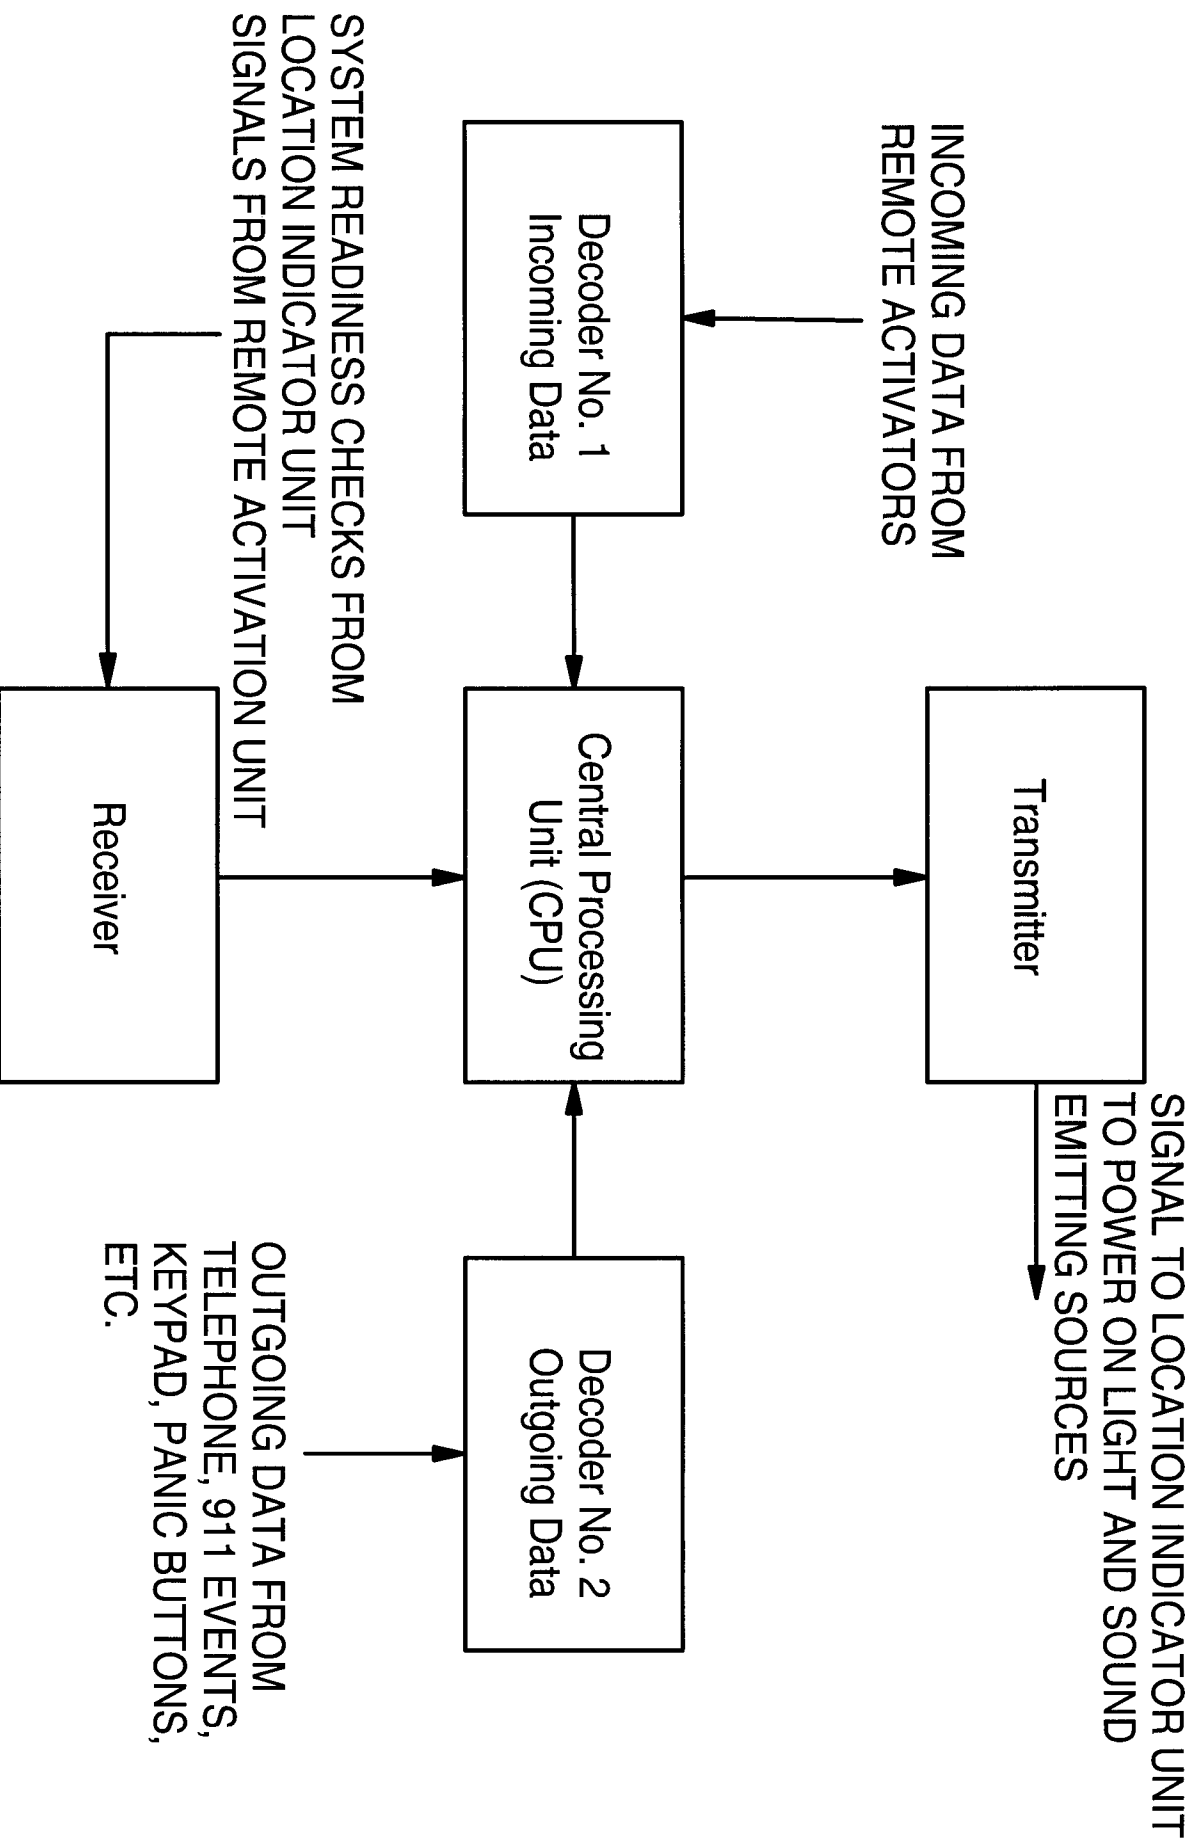 SIGNAL TO LOCATION INDICATOR UNIT
TO POWER ON LIGHT AND SOUND
EMITTING SOURCES
Transmitter
INCOMING DATA FROM
REMOTE ACTIVATORS
Decoder No. 1
Incoming Data
Central Processing
Unit (CPU)
Decoder No. 2
Outgoing Data
SYSTEM READINESS CHECKS FROM
LOCATION INDICATOR UNIT
SIGNALS FROM REMOTE ACTIVATION UNIT
Receiver
OUTGOING DATA FROM
TELEPHONE, 911 EVENTS,
KEYPAD, PANIC BUTTONS,
ETC.